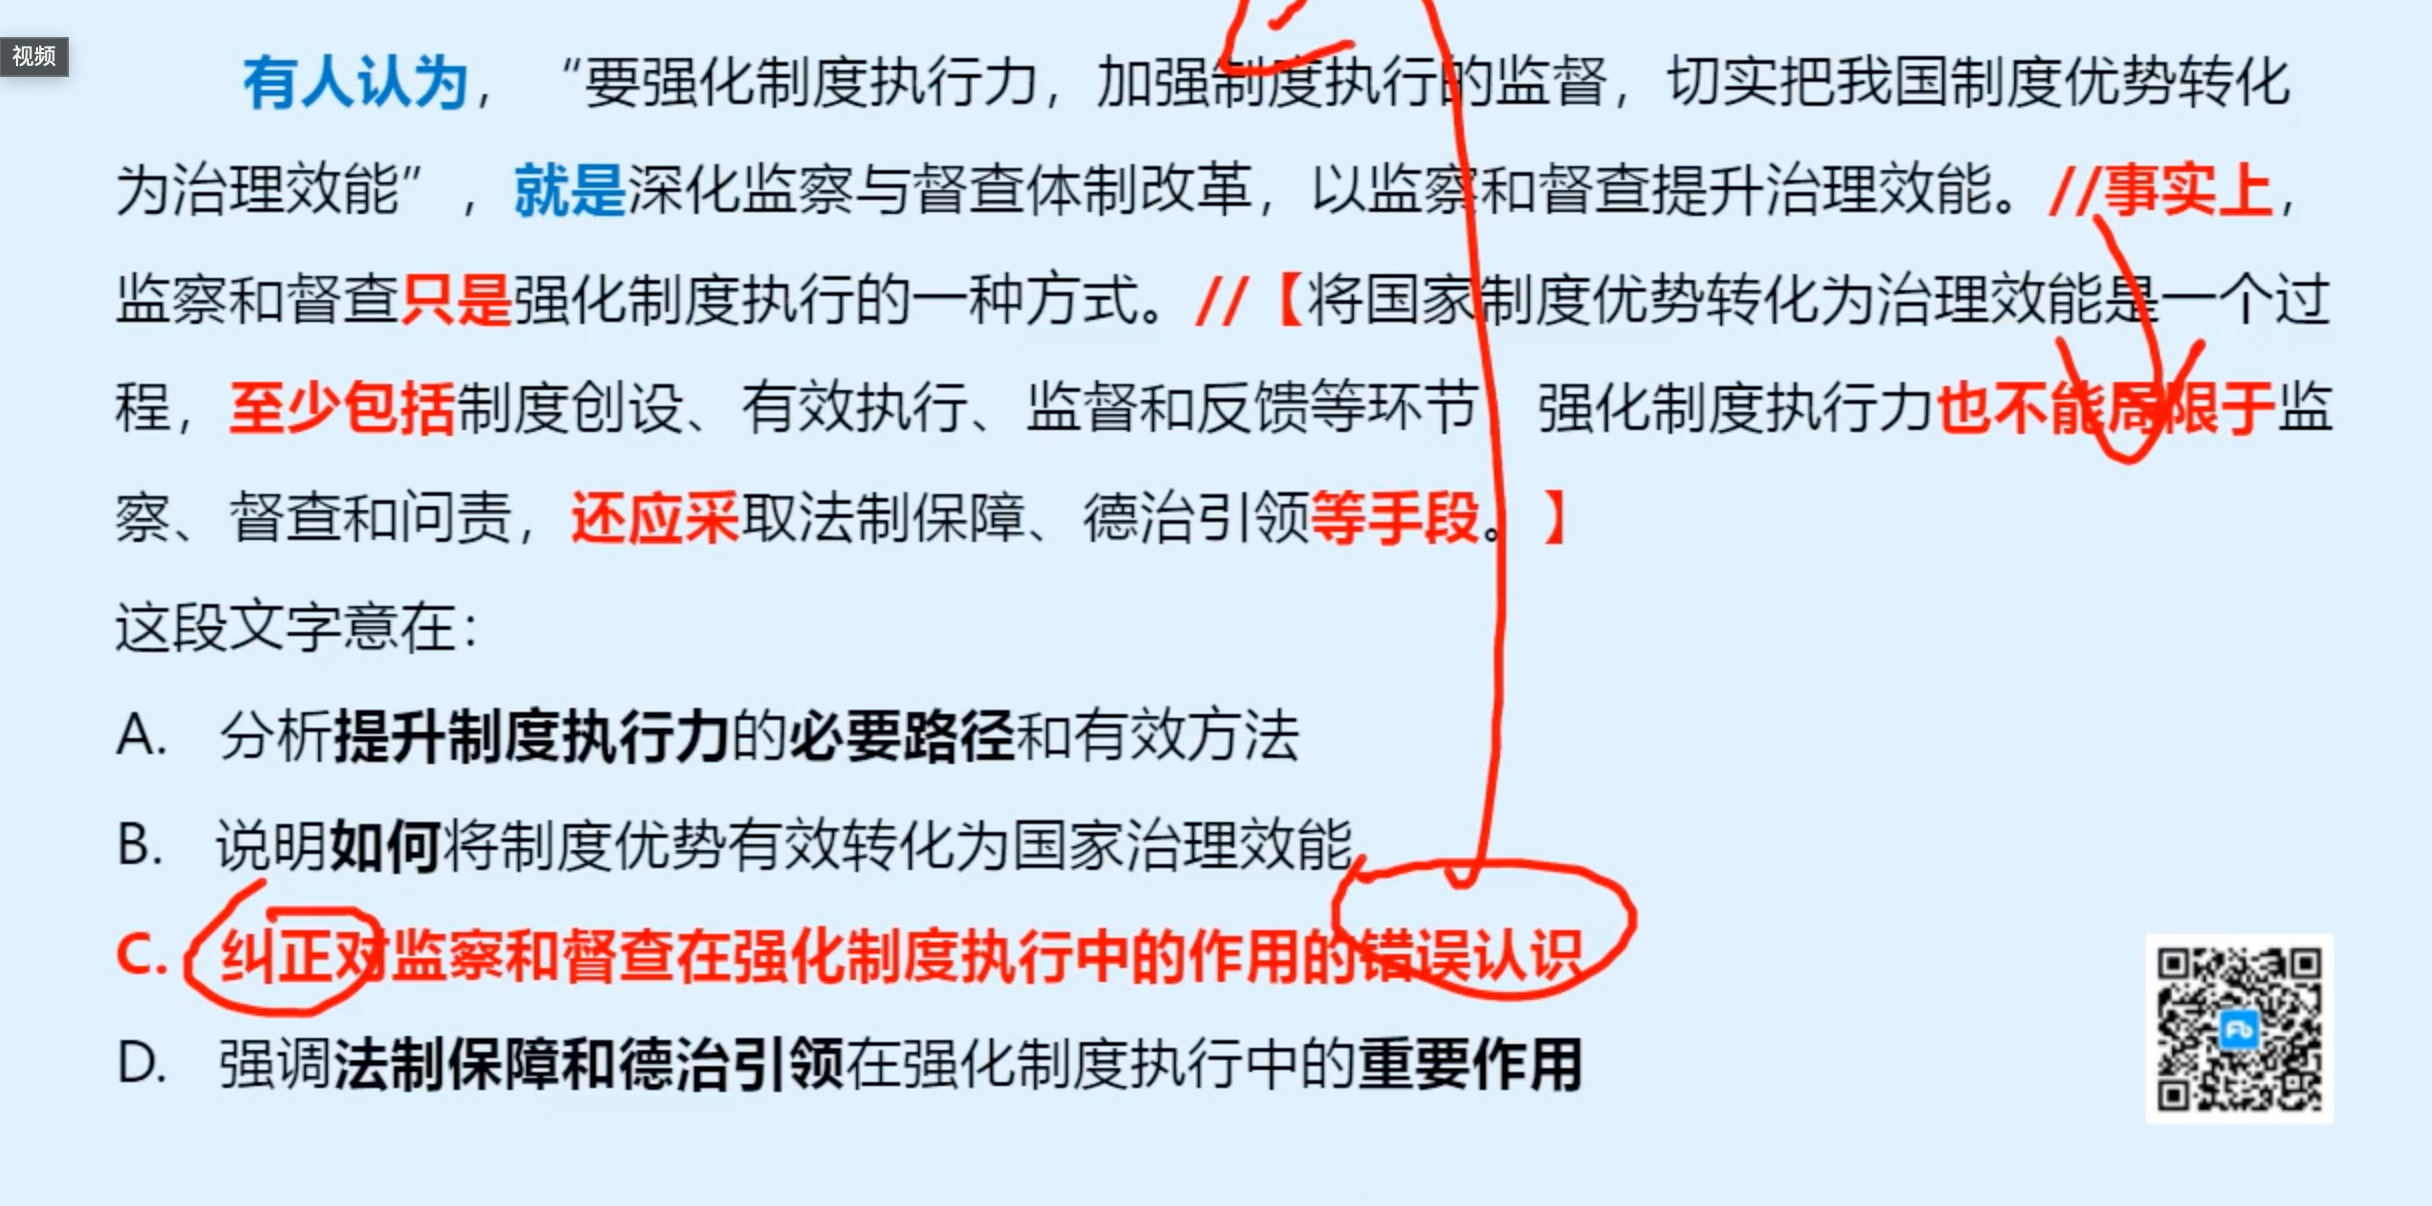 视频
有人认为，“要强化制度执行力，加强制度执行的监督，切实把我国制度优势转化
为治理效能”，就是深化监察与督查体制改革，以监察和督查提升治理效能。//事实上，
监察和督查只是强化制度执行的一种方式。//【将国家制度优势转化为治理效能是一个过
程，至少包括制度创设、有效执行、监督和反馈等环节 强化制度执行力也不能局限于监
察、督查和问责，还应采取法制保障、德治引领等手段。】
这段文字意在：
A. 分析提升制度执行力的必要路径和有效方法
B. 说明如何将制度优势有效转化为国家治理效能
C. 纠正对监察和督查在强化制度执行中的作用的错误认识
D. 强调法制保障和德治引领在强化制度执行中的重要作用
Fb